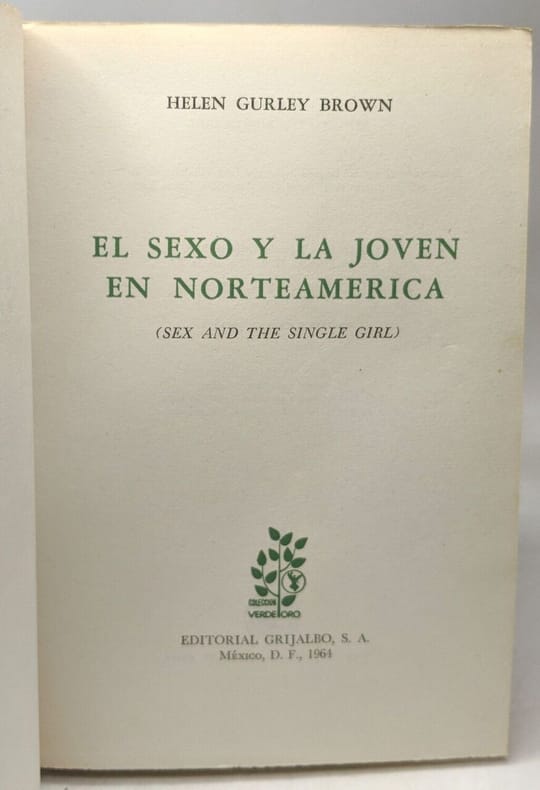 HELEN GURLEY BROWN
EL SEXO Y LA JOVEN
EN NORTEAMERICA
(SEX AND THE SINGLE GIRL)
COLECCION
VERDE ORO
EDITORIAL GRIJALBO, S. A.
México, D. F., 1964